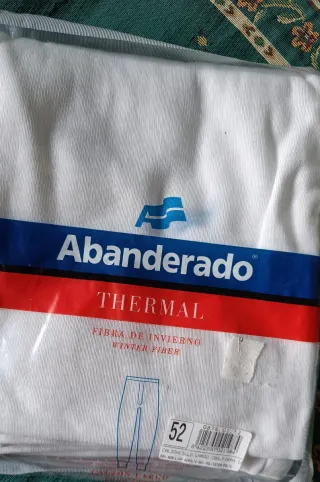 Abanderado
THERMAL
FIBRA DE INVIERNO
WINTER FIBER
52